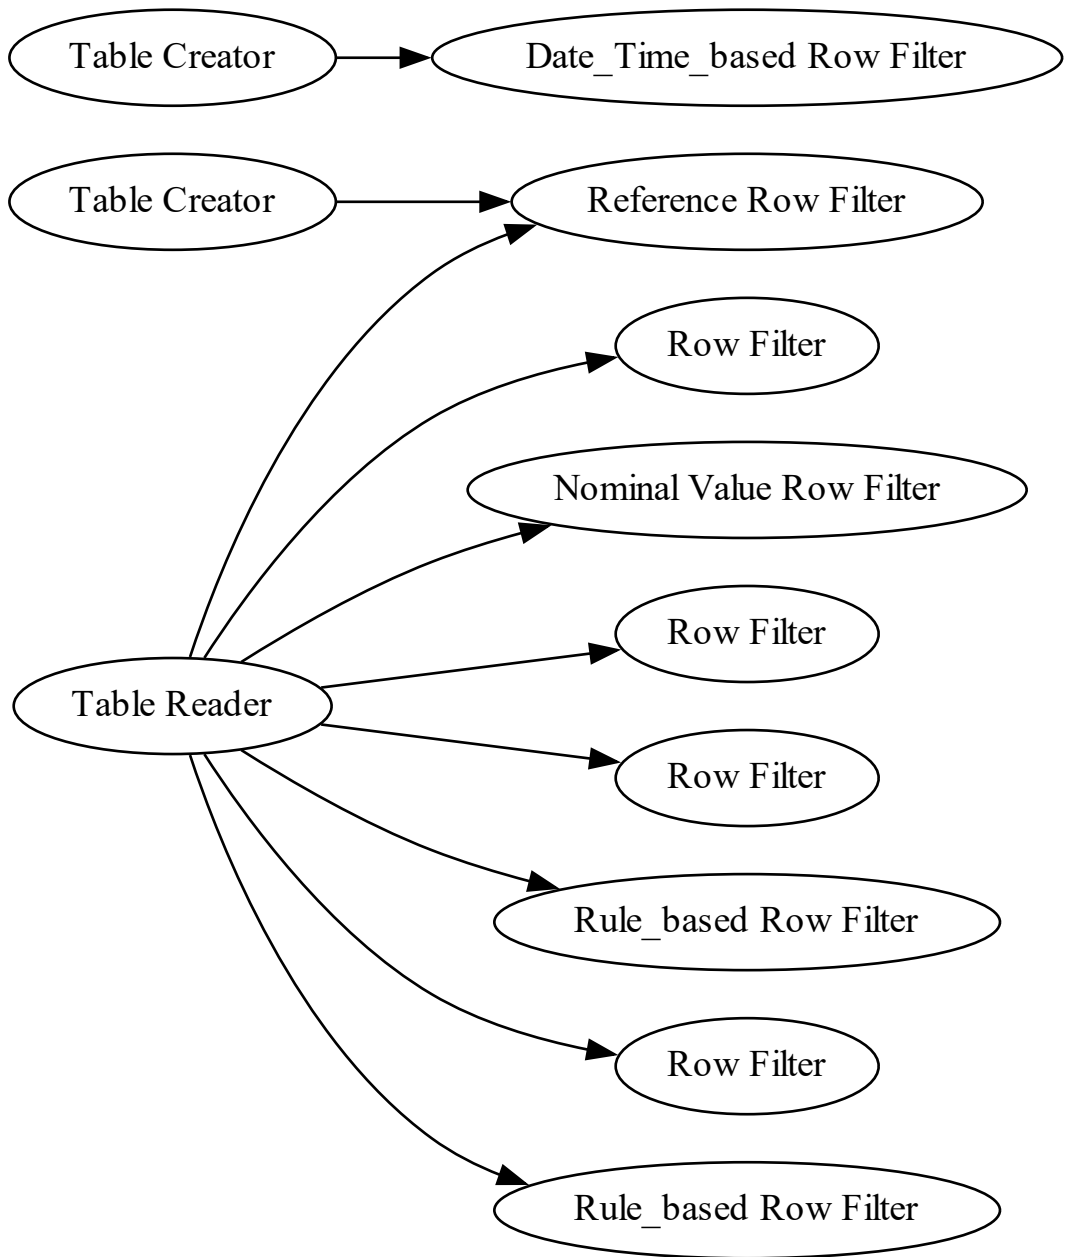 Table Creator
Date_Time_based Row Filter
Table Creator
Reference Row Filter
Row Filter
Nominal Value Row Filter
Row Filter
Table Reader
Row Filter
Rule_based Row Filter
Row Filter
Rule_based Row Filter